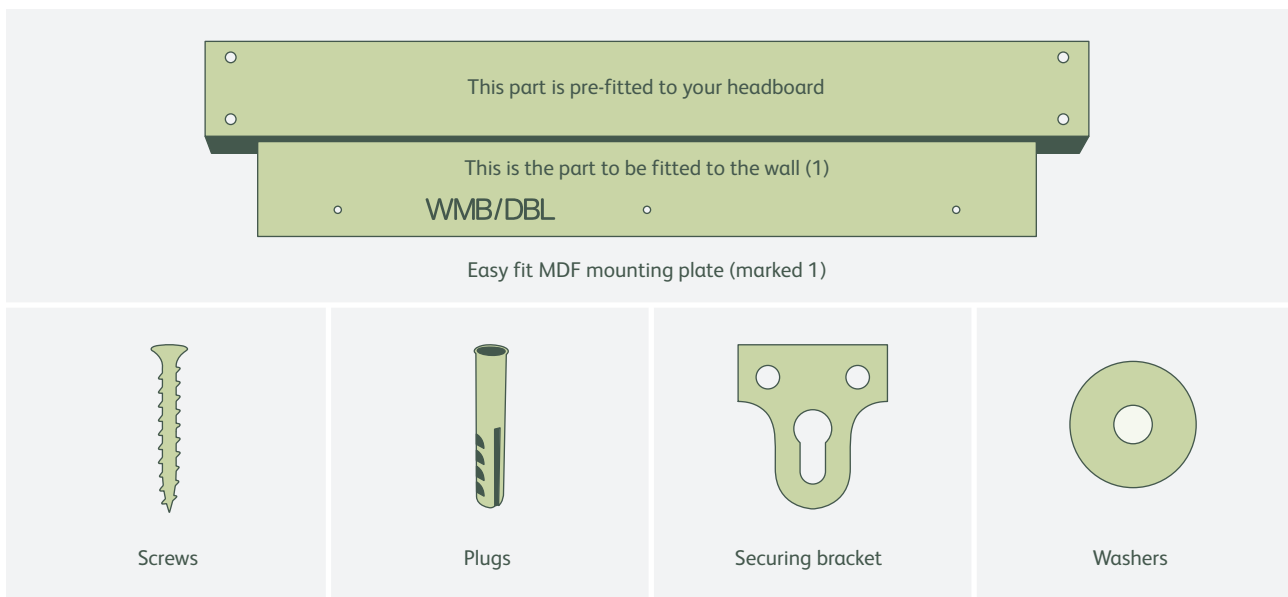 This part is pre-fitted to your headboard
This is the part to be fitted to the wall (1)
WMB/DBL
Easy fit MDF mounting plate (marked 1)
Screws
Plugs
Securing bracket
Washers